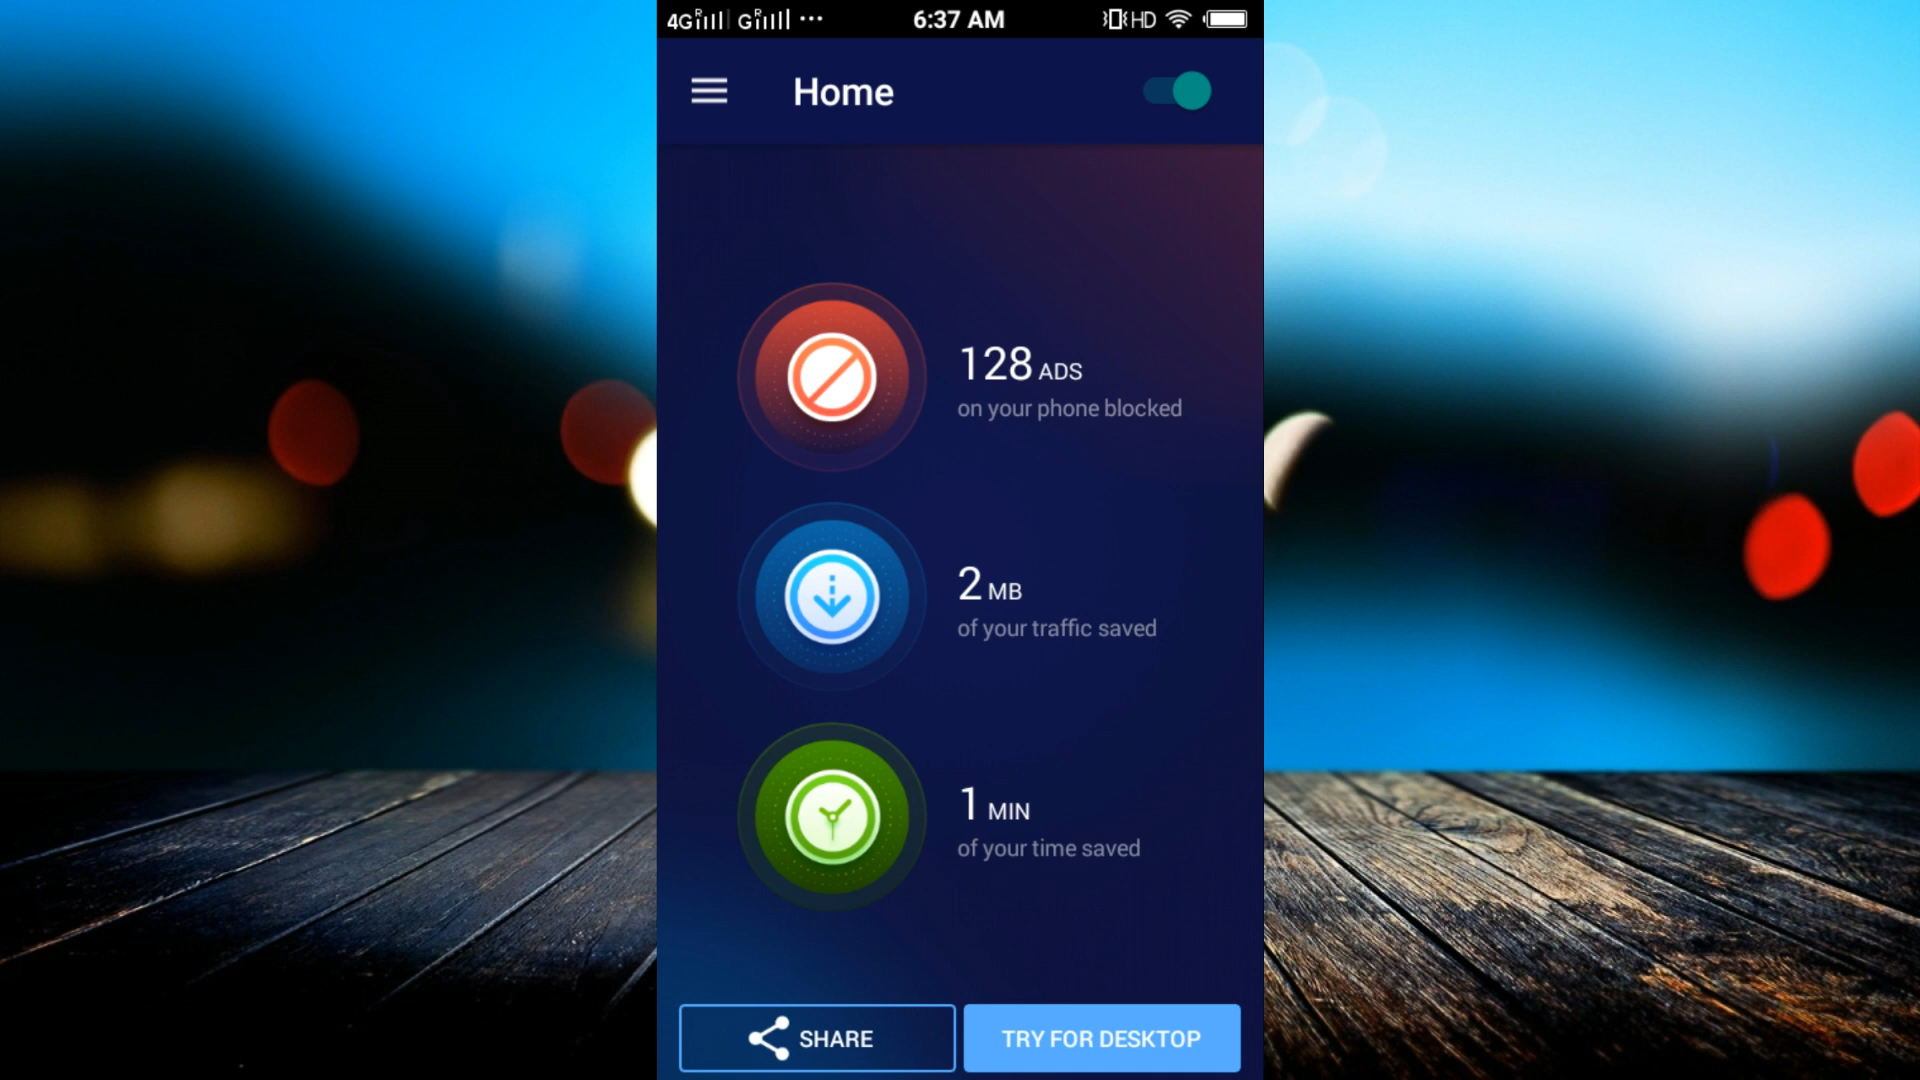 4G R G R ... 6:37 AM HD
Home
128 ADS
on your phone blocked
2 MB
of your traffic saved
1 MIN
of your time saved
SHARE
TRY FOR DESKTOP